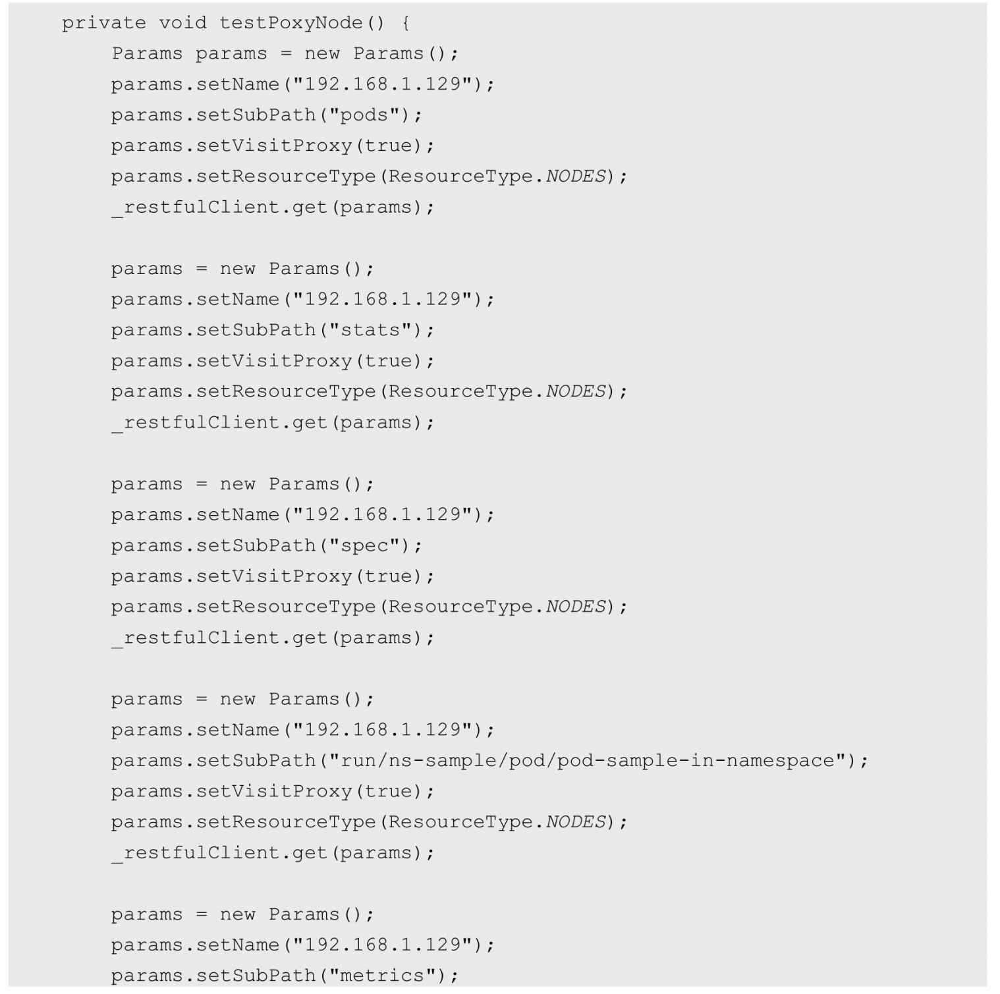 private void testPoxyNode() {
Params params = new Params();
params.setName("192.168.1.129");
params.setSubPath("pods");
params.setVisitProxy(true);
params.setResourceType(ResourceType.NODES);
_restfulClient.get(params);
params = new Params();
params.setName("192.168.1.129");
params.setSubPath("stats");
params.setVisitProxy(true);
params.setResourceType(ResourceType.NODES);
_restfulClient.get(params);
params = new Params();
params.setName("192.168.1.129");
params.setSubPath("spec");
params.setVisitProxy(true);
params.setResourceType(ResourceType.NODES);
_restfulClient.get(params);
params = new Params();
params.setName("192.168.1.129");
params.setSubPath("run/ns-sample/pod/pod-sample-in-namespace");
params.setVisitProxy(true);
params.setResourceType(ResourceType.NODES);
_restfulClient.get(params);
params = new Params();
params.setName("192.168.1.129");
params.setSubPath("metrics");